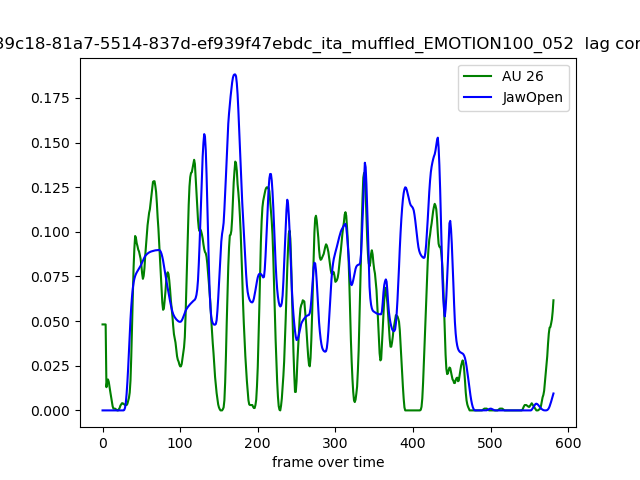 39c18-81a7-5514-837d-ef939f47ebdc_ita_muffled_EMOTION100_052  lag cor
AU 26
JawOpen
0.175
0.150
0.125
0.100
0.075
0.050
0.025
0.000
0 100 200 300 400 500 600
frame over time